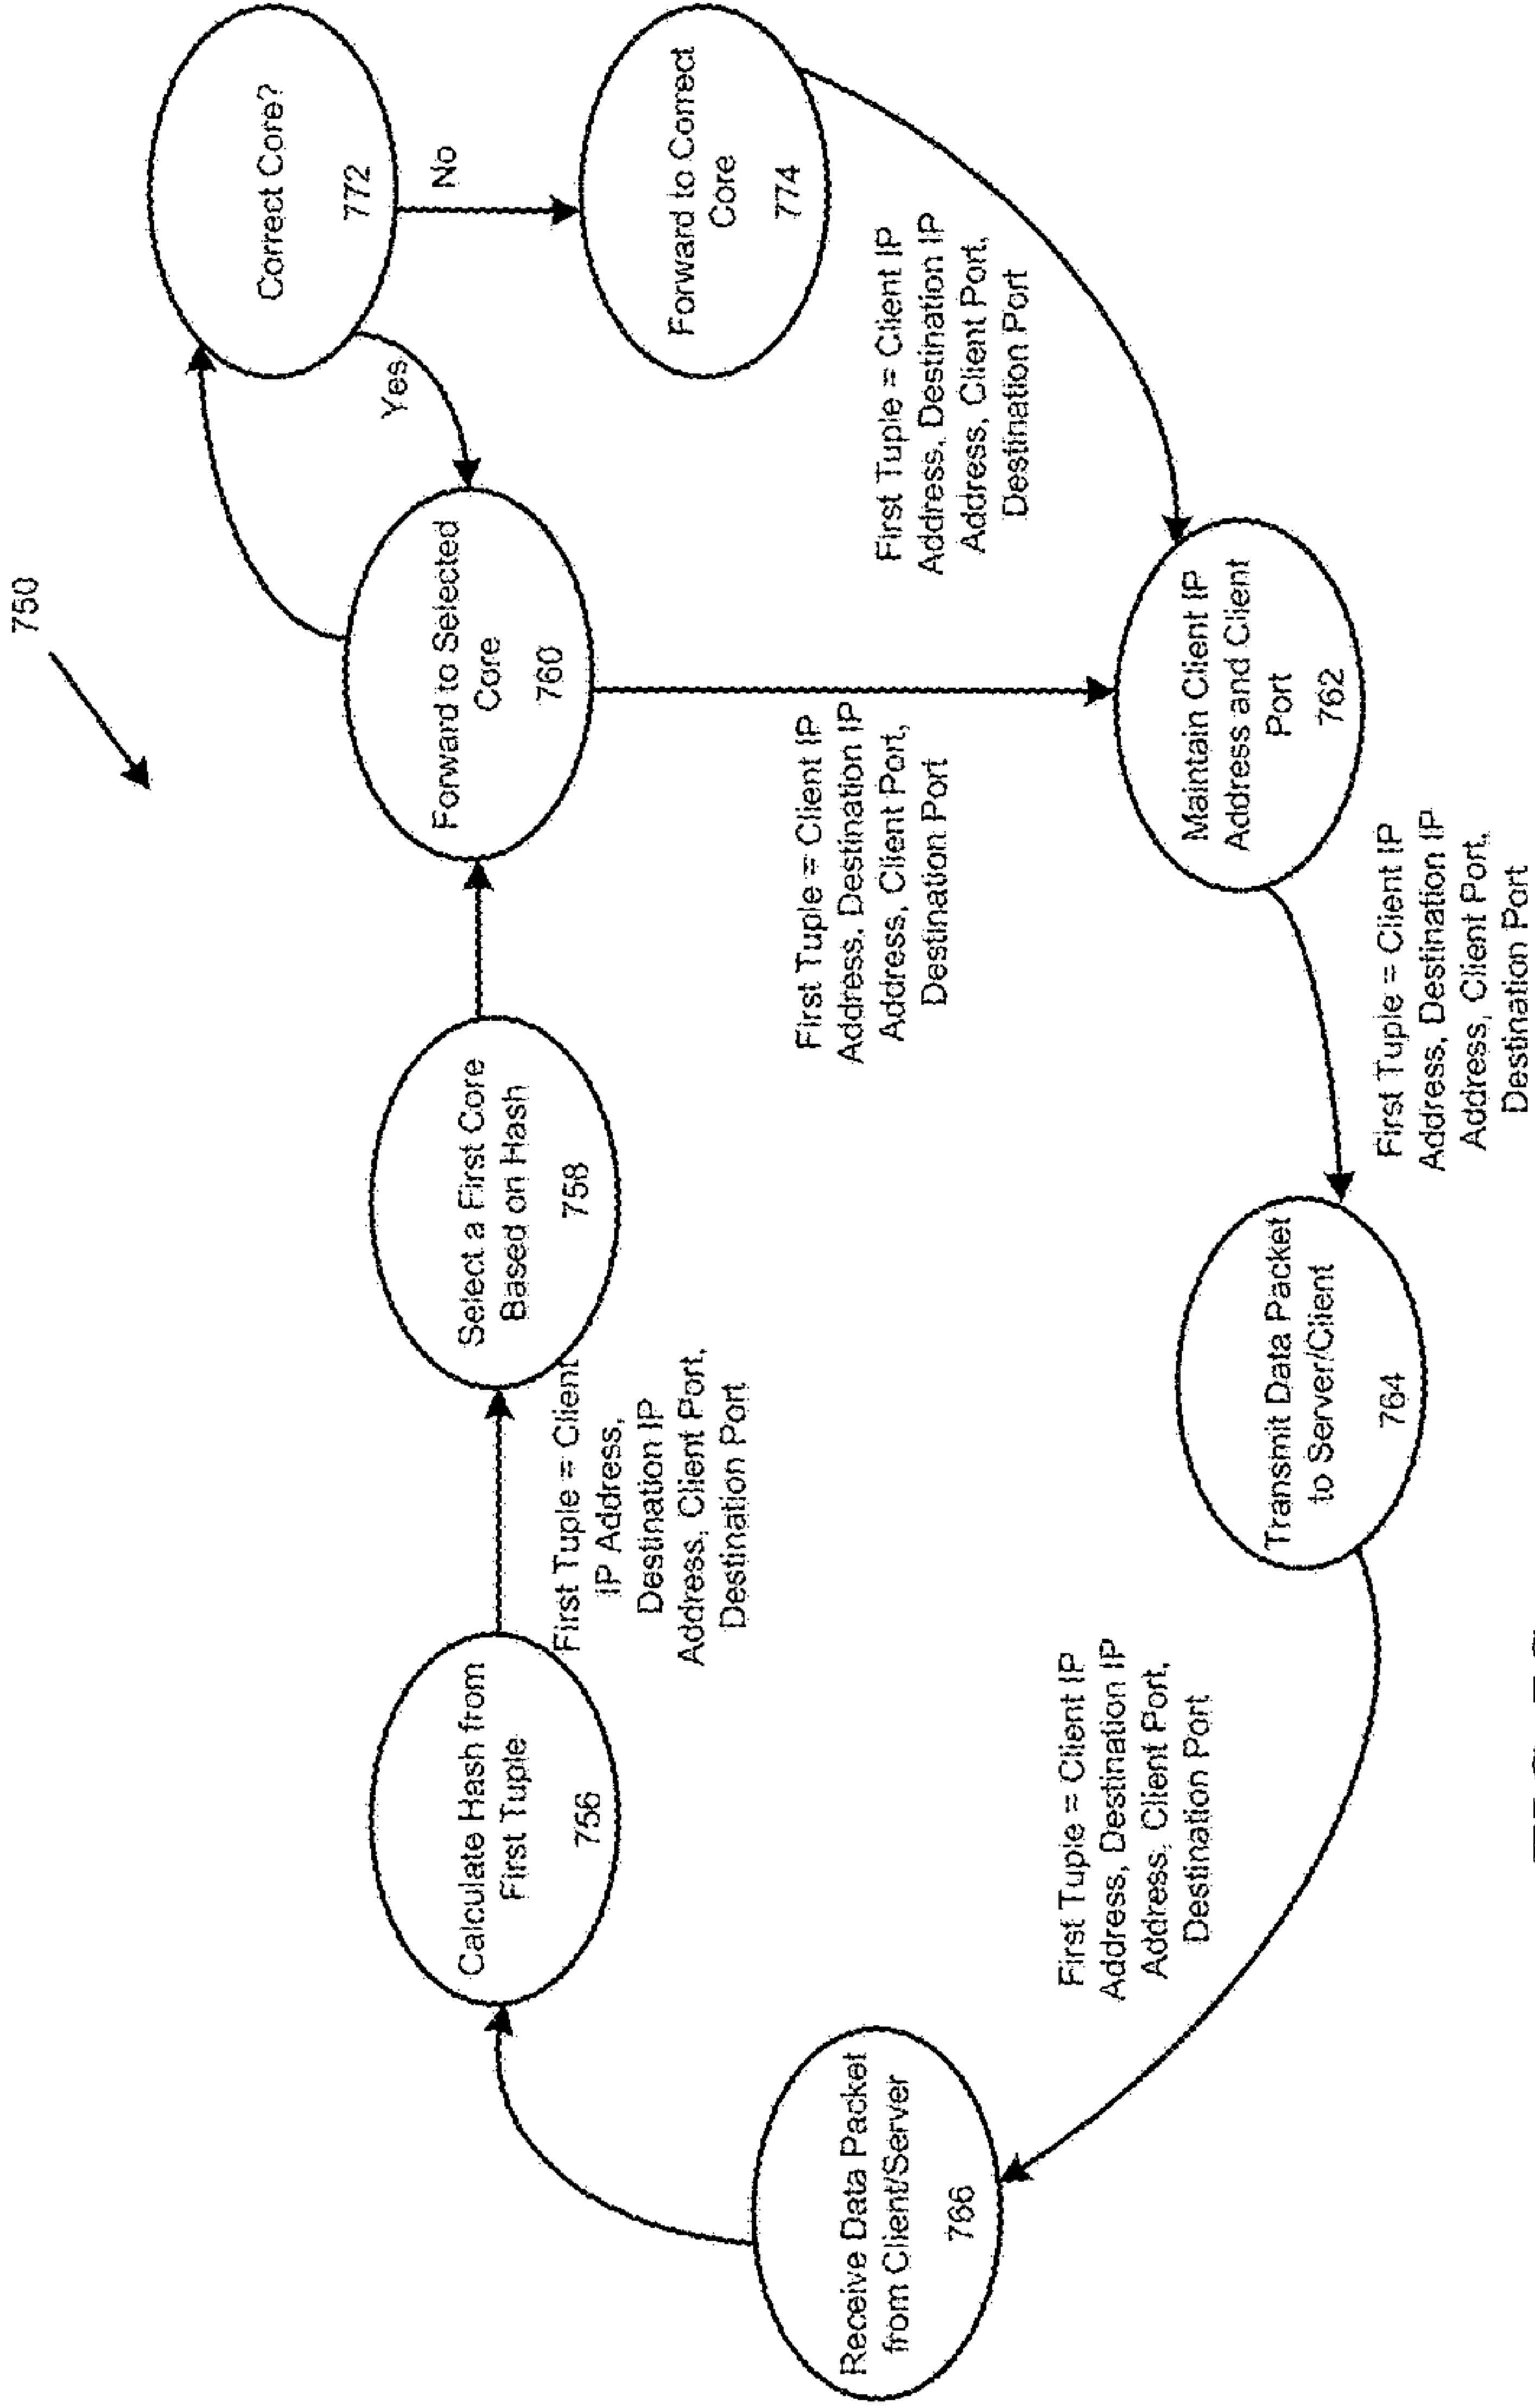 750
Correct Core?
772
No
Yes
Forward to Correct
Core
774
Forward to Selected
Core
760
First Tuple = Client IP
Address, Destination IP
Address, Client Port,
Destination Port
Select a First Core
Based on Hash
758
First Tuple = Client IP
Address, Destination IP
Address, Client Port,
Destination Port
Calculate Hash from
First Tuple
756
First Tuple = Client
IP Address,
Destination IP
Address, Client Port,
Destination Port
Maintain Client IP
Address and Client
Port
762
First Tuple = Client IP
Address, Destination IP
Address, Client Port,
Destination Port
Transmit Data Packet
to Server/Client
764
First Tuple = Client IP
Address, Destination IP
Address, Client Port,
Destination Port
Receive Data Packet
from Client/Server
766